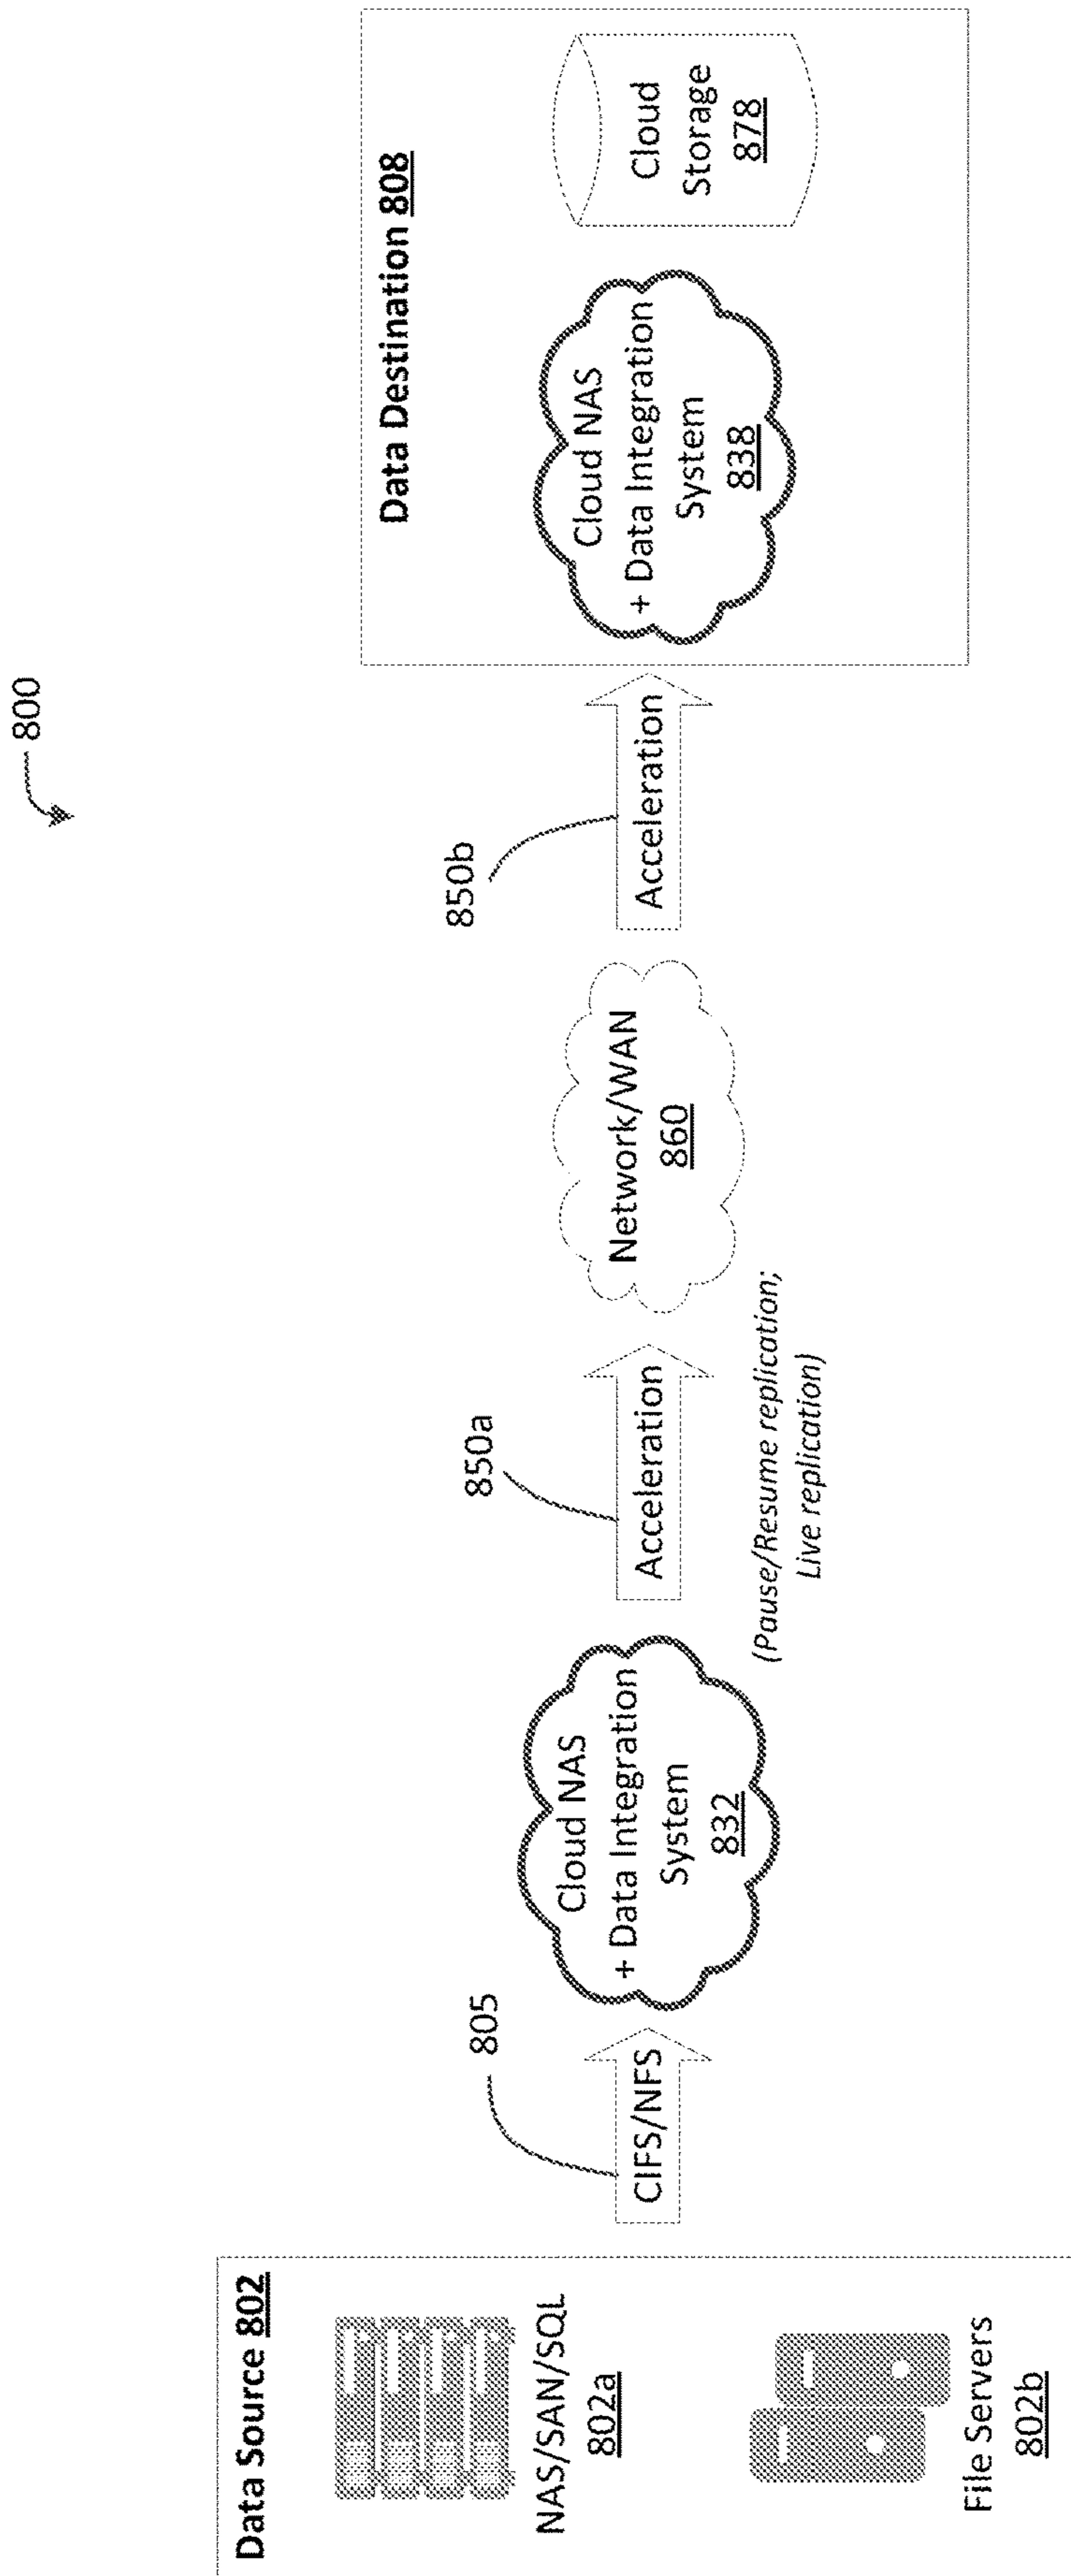 800
Data Source 802
NAS/SAN/SQL
802a
File Servers
802b
805
CIFS/NFS
Cloud NAS
+ Data Integration
System
832
850a
Acceleration
(Pause/Resume replication;
Live replication)
Network/WAN
860
850b
Acceleration
Data Destination 808
Cloud NAS
+ Data Integration
System
838
Cloud
Storage
878